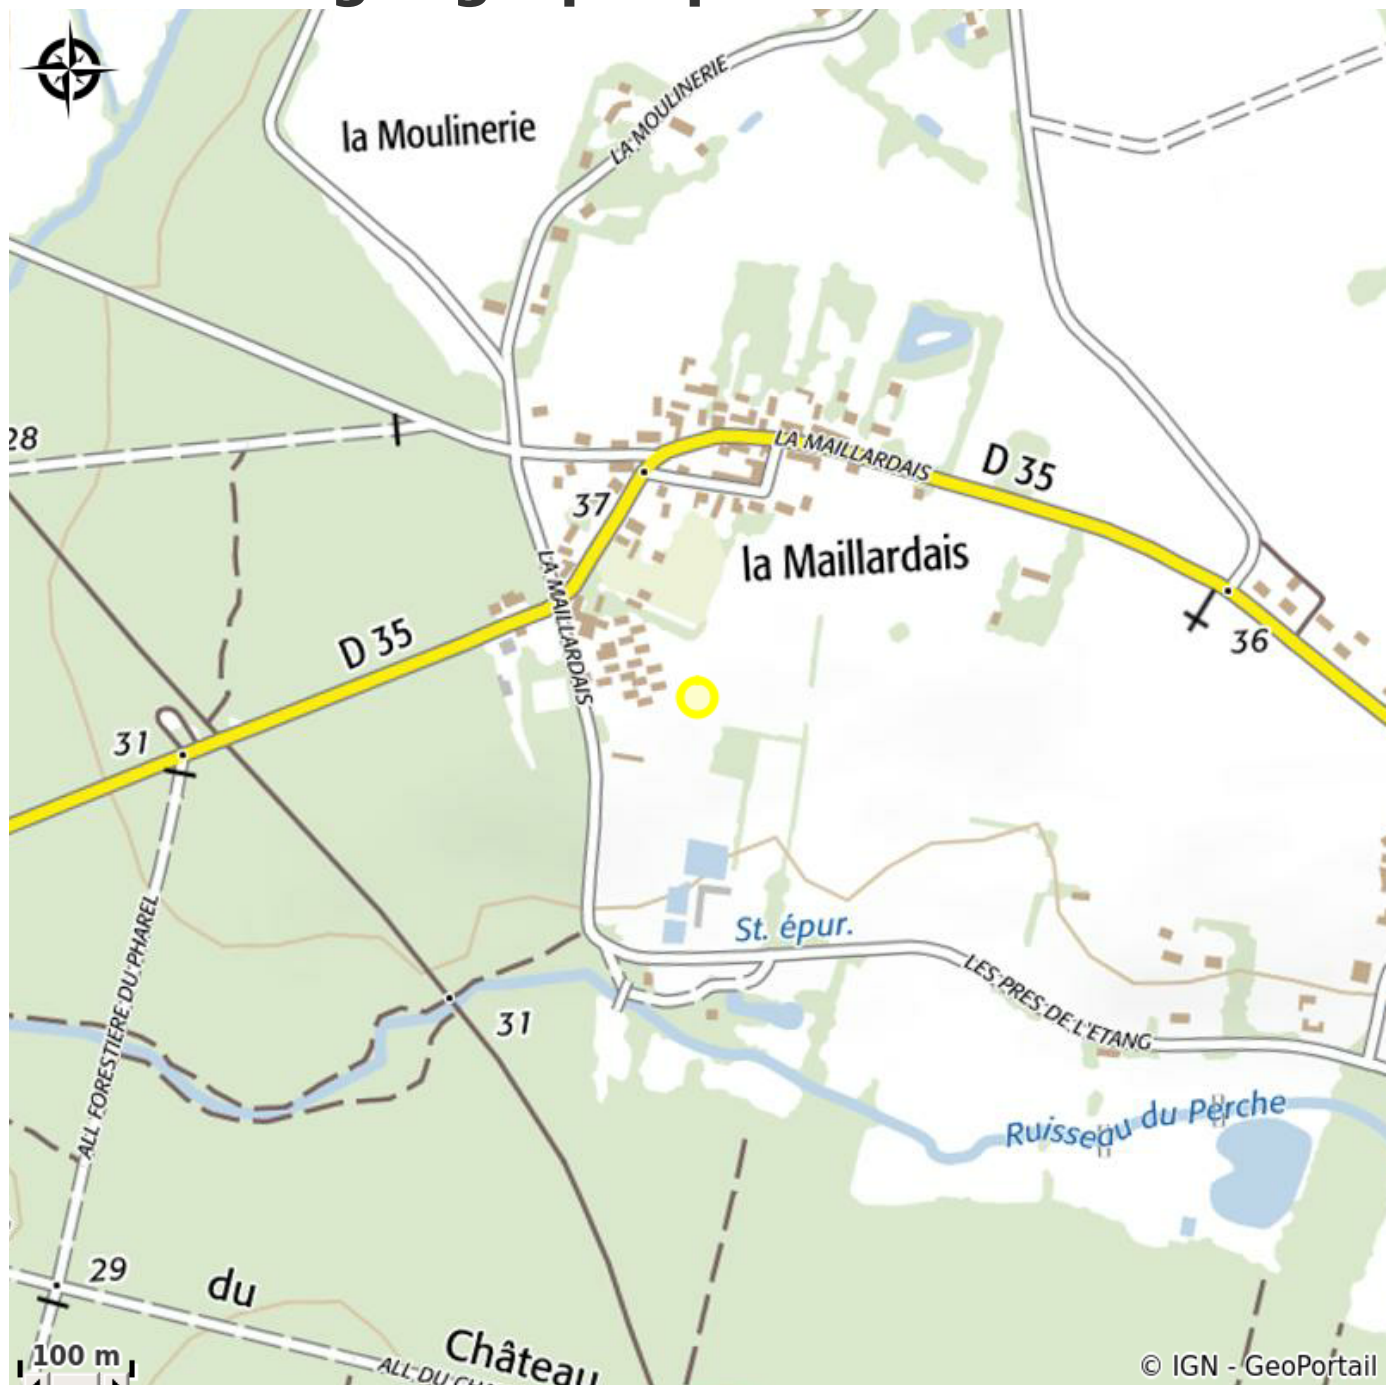 la Moulinerie
LA MOULINERIE
28
37
LA MAILLARDAIS
D 35
la Maillardais
LA MAILLARDAIS
D 35
36
31
St. épur.
ALL FORESTIERE DU PHAREL
LES PRES DE L'ETANG
31
Ruisseau du Perche
29
du
Château
100 m
© IGN - GeoPortail